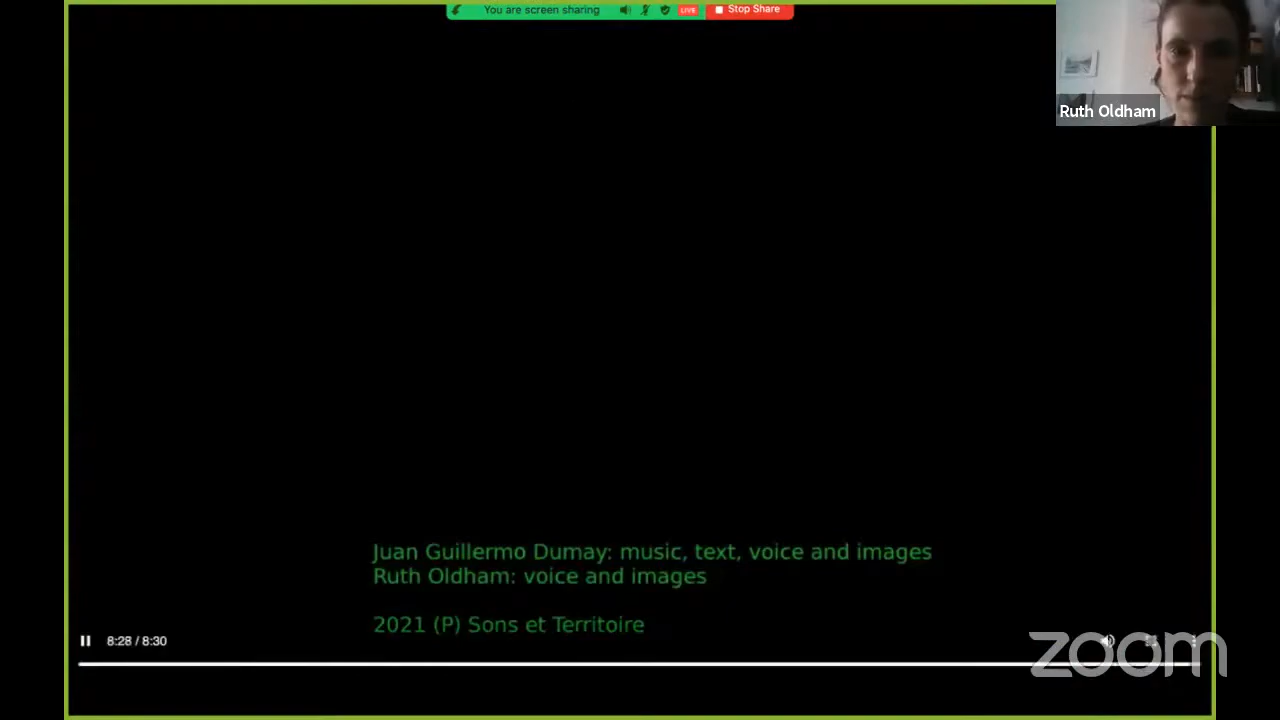 You are screen sharing LIVE Stop Share
Ruth Oldham
Juan Guillermo Dumay: music, text, voice and images
Ruth Oldham: voice and images
2021 (P) Sons et Territoire
8:28 / 8:30
zoom